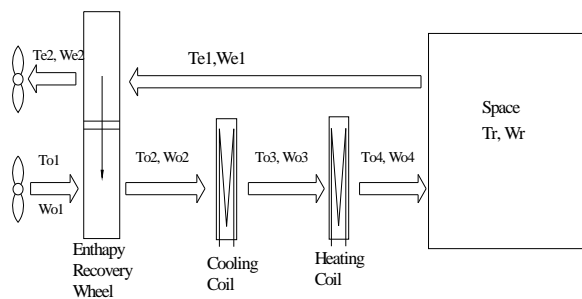 Te2, We2
Te1,We1
Space
Tr, Wr
To1
Wo1
To2, Wo2
To3, Wo3
To4, Wo4
Enthapy
Recovery
Wheel
Cooling
Coil
Heating
Coil